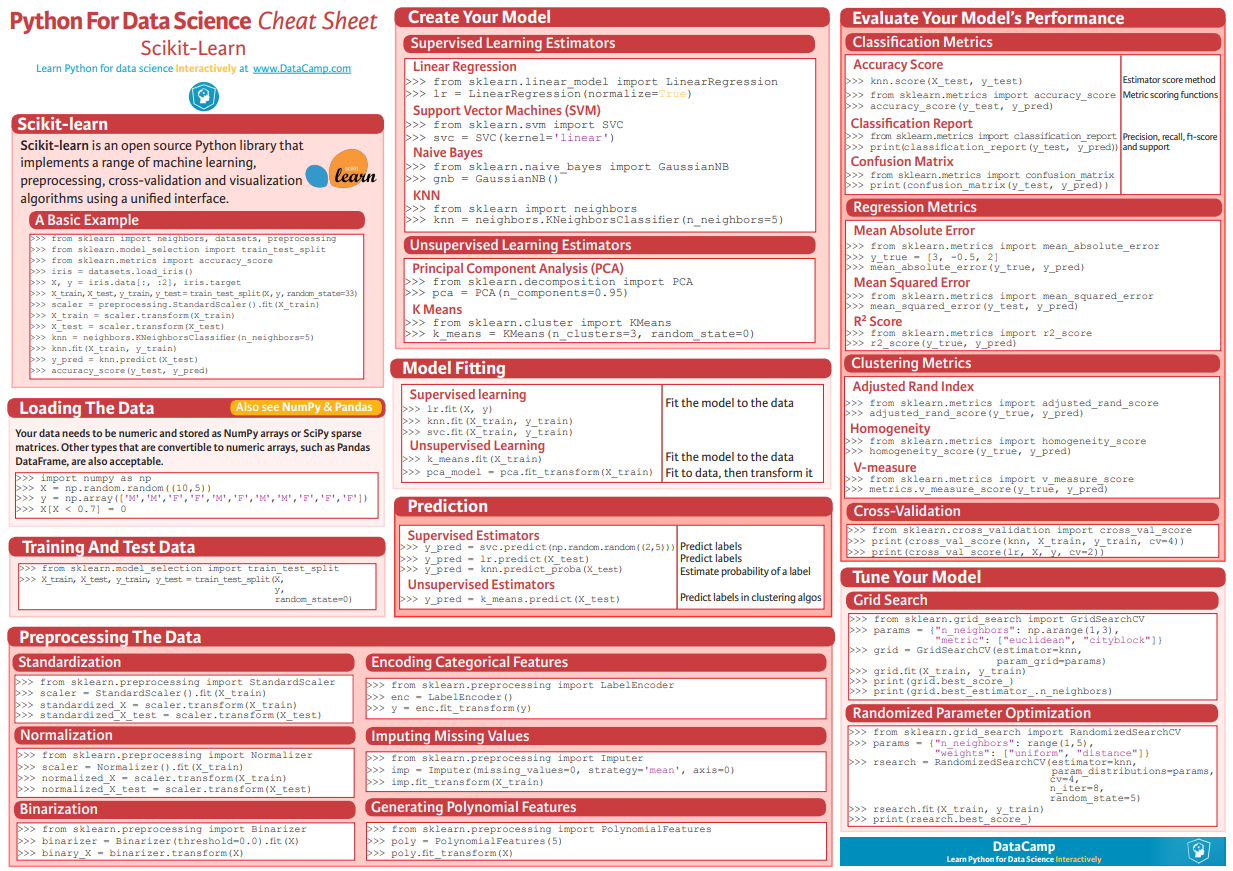 Python For Data Science Cheat Sheet
Scikit-Learn
Learn Python for data science Interactively at www.DataCamp.com
Scikit-learn
Scikit-learn is an open source Python library that
implements a range of machine learning,
preprocessing, cross-validation and visualization
algorithms using a unified interface.
scikit
learn
A Basic Example
>>> from sklearn import neighbors, datasets, preprocessing
>>> from sklearn.model_selection import train_test_split
>>> from sklearn.metrics import accuracy_score
>>> iris = datasets.load_iris()
>>> X, y = iris.data[:, :2], iris.target
>>> X_train, X_test, y_train, y_test = train_test_split(X, y, random_state=33)
>>> scaler = preprocessing.StandardScaler().fit(X_train)
>>> X_train = scaler.transform(X_train)
>>> X_test = scaler.transform(X_test)
>>> knn = neighbors.KNeighborsClassifier(n_neighbors=5)
>>> knn.fit(X_train, y_train)
>>> y_pred = knn.predict(X_test)
>>> accuracy_score(y_test, y_pred)
Loading The Data
Also see NumPy & Pandas
Your data needs to be numeric and stored as NumPy arrays or SciPy sparse
matrices. Other types that are convertible to numeric arrays, such as Pandas
DataFrame, are also acceptable.
>>> import numpy as np
>>> X = np.random.random((10,5))
>>> y = np.array(['M','M','F','F','M','F','M','M','F','F','F'])
>>> X[X < 0.7] = 0
Training And Test Data
>>> from sklearn.model_selection import train_test_split
>>> X_train, X_test, y_train, y_test = train_test_split(X,
y,
random_state=0)
Create Your Model
Supervised Learning Estimators
Linear Regression
>>> from sklearn.linear_model import LinearRegression
>>> lr = LinearRegression(normalize=True)
Support Vector Machines (SVM)
>>> from sklearn.svm import SVC
>>> svc = SVC(kernel='linear')
Naive Bayes
>>> from sklearn.naive_bayes import GaussianNB
>>> gnb = GaussianNB()
KNN
>>> from sklearn import neighbors
>>> knn = neighbors.KNeighborsClassifier(n_neighbors=5)
Unsupervised Learning Estimators
Principal Component Analysis (PCA)
>>> from sklearn.decomposition import PCA
>>> pca = PCA(n_components=0.95)
K Means
>>> from sklearn.cluster import KMeans
>>> k_means = KMeans(n_clusters=3, random_state=0)
Model Fitting
Supervised learning
>>> lr.fit(X, y)
Fit the model to the data
>>> knn.fit(X_train, y_train)
>>> svc.fit(X_train, y_train)
Unsupervised Learning
>>> k_means.fit(X_train)
Fit the model to the data
>>> pca_model = pca.fit_transform(X_train)
Fit to data, then transform it
Prediction
Supervised Estimators
>>> y_pred = svc.predict(np.random.random((2,5)))
Predict labels
>>> y_pred = lr.predict(X_test)
Predict labels
>>> y_pred = knn.predict_proba(X_test)
Estimate probability of a label
Unsupervised Estimators
>>> y_pred = k_means.predict(X_test)
Predict labels in clustering algos
Preprocessing The Data
Standardization
>>> from sklearn.preprocessing import StandardScaler
>>> scaler = StandardScaler().fit(X_train)
>>> standardized_X = scaler.transform(X_train)
>>> standardized_X_test = scaler.transform(X_test)
Normalization
>>> from sklearn.preprocessing import Normalizer
>>> scaler = Normalizer().fit(X_train)
>>> normalized_X = scaler.transform(X_train)
>>> normalized_X_test = scaler.transform(X_test)
Binarization
>>> from sklearn.preprocessing import Binarizer
>>> binarizer = Binarizer(threshold=0.0).fit(X)
>>> binary_X = binarizer.transform(X)
Encoding Categorical Features
>>> from sklearn.preprocessing import LabelEncoder
>>> enc = LabelEncoder()
>>> y = enc.fit_transform(y)
Imputing Missing Values
>>> from sklearn.preprocessing import Imputer
>>> imp = Imputer(missing_values=0, strategy='mean', axis=0)
>>> imp.fit_transform(X_train)
Generating Polynomial Features
>>> from sklearn.preprocessing import PolynomialFeatures
>>> poly = PolynomialFeatures(5)
>>> poly.fit_transform(X)
Evaluate Your Model's Performance
Classification Metrics
Accuracy Score
>>> knn.score(X_test, y_test)
Estimator score method
>>> from sklearn.metrics import accuracy_score
Metric scoring functions
>>> accuracy_score(y_test, y_pred)
Classification Report
>>> from sklearn.metrics import classification_report
Precision, recall, f1-score
>>> print(classification_report(y_test, y_pred))
and support
Confusion Matrix
>>> from sklearn.metrics import confusion_matrix
>>> print(confusion_matrix(y_test, y_pred))
Regression Metrics
Mean Absolute Error
>>> from sklearn.metrics import mean_absolute_error
>>> y_true = [3, -0.5, 2]
>>> mean_absolute_error(y_true, y_pred)
Mean Squared Error
>>> from sklearn.metrics import mean_squared_error
>>> mean_squared_error(y_test, y_pred)
R² Score
>>> from sklearn.metrics import r2_score
>>> r2_score(y_true, y_pred)
Clustering Metrics
Adjusted Rand Index
>>> from sklearn.metrics import adjusted_rand_score
>>> adjusted_rand_score(y_true, y_pred)
Homogeneity
>>> from sklearn.metrics import homogeneity_score
>>> homogeneity_score(y_true, y_pred)
V-measure
>>> from sklearn.metrics import v_measure_score
>>> metrics.v_measure_score(y_true, y_pred)
Cross-Validation
>>> from sklearn.cross_validation import cross_val_score
>>> print(cross_val_score(knn, X_train, y_train, cv=4))
>>> print(cross_val_score(lr, X, y, cv=2))
Tune Your Model
Grid Search
>>> from sklearn.grid_search import GridSearchCV
>>> params = {"n_neighbors": np.arange(1,3),
"metric": ["euclidean", "cityblock"]}
>>> grid = GridSearchCV(estimator=knn,
param_grid=params)
>>> grid.fit(X_train, y_train)
>>> print(grid.best_score_)
>>> print(grid.best_estimator_.n_neighbors)
Randomized Parameter Optimization
>>> from sklearn.grid_search import RandomizedSearchCV
>>> params = {"n_neighbors": range(1,5),
"weights": ["uniform", "distance"]}
>>> rsearch = RandomizedSearchCV(estimator=knn,
param_distributions=params,
cv=4,
n_iter=8,
random_state=5)
>>> rsearch.fit(X_train, y_train)
>>> print(rsearch.best_score_)
DataCamp
Learn Python for Data Science Interactively